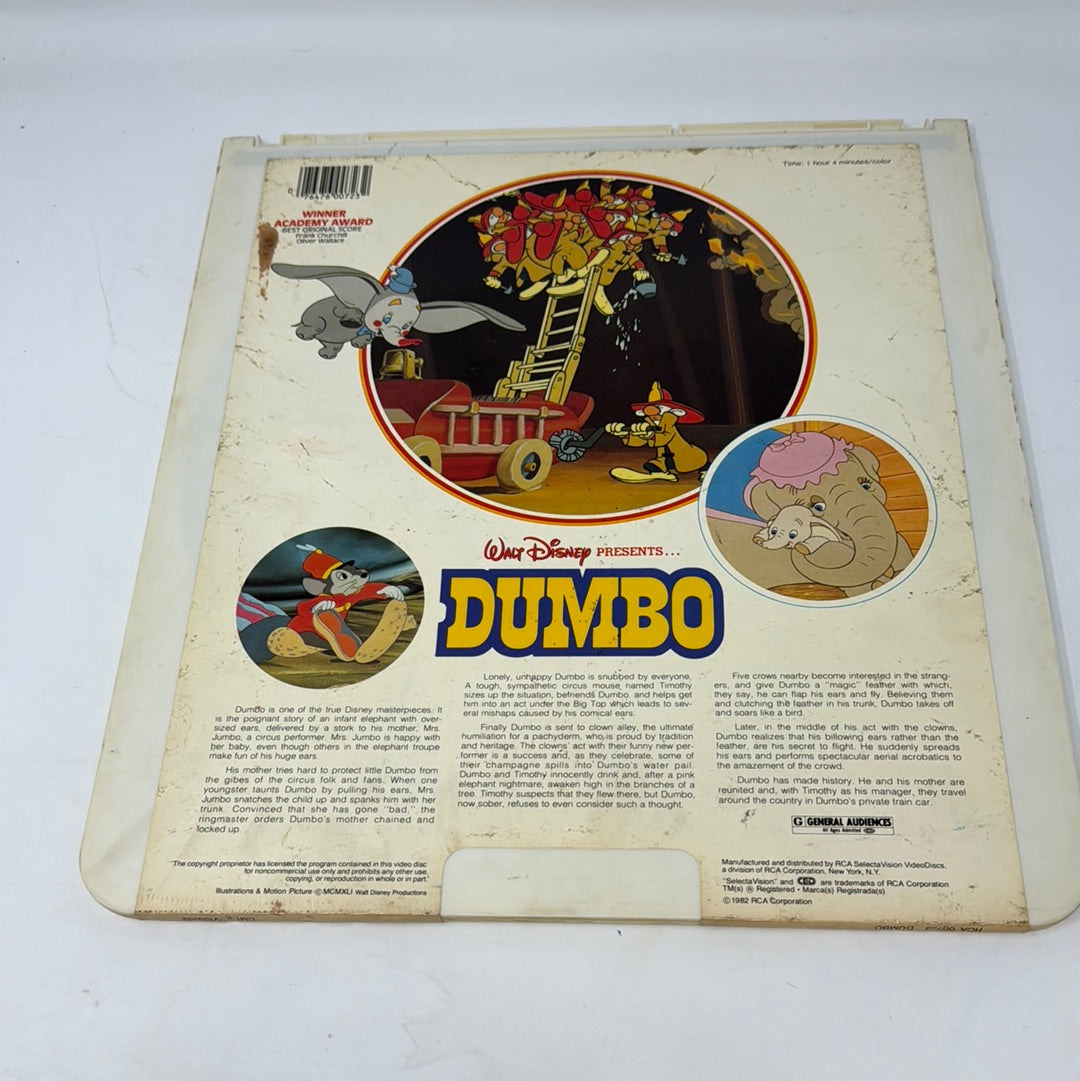 Time: 1 hour 4 minutes/color
0 76476 00723
WINNER
ACADEMY AWARD
BEST ORIGINAL SCORE
Frank Churchill
Oliver Wallace
WALT DISNEY PRESENTS...
DUMBO
Dumbo is one of the true Disney masterpieces. It
is the poignant story of an infant elephant with over-
sized ears, delivered by a stork to his mother, Mrs.
Jumbo, a circus performer. Mrs. Jumbo is happy with
her baby, even though others in the elephant troupe
make fun of his huge ears.
His mother tries hard to protect little Dumbo from
the gibes of the circus folk and fans. When one
youngster taunts Dumbo by pulling his ears, Mrs.
Jumbo snatches the child up and spanks him with her
trunk. Convinced that she has gone "bad," the
ringmaster orders Dumbo's mother chained and
locked up.
Lonely, unhappy Dumbo is snubbed by everyone.
A tough, sympathetic circus mouse named Timothy
sizes up the situation, befriends Dumbo, and helps get
him into an act under the Big Top which leads to sev-
eral mishaps caused by his comical ears.
Finally Dumbo is sent to clown alley, the ultimate
humiliation for a pachyderm, who is proud by tradition
and heritage. The clowns' act with their funny new per-
former is a success and, as they celebrate, some of
their champagne spills into Dumbo's water pail.
Dumbo and Timothy innocently drink and, after a pink
elephant nightmare, awaken high in the branches of a
tree. Timothy suspects that they flew there, but Dumbo,
now sober, refuses to even consider such a thought.
Five crows nearby become interested in the strang-
ers, and give Dumbo a "magic" feather with which,
they say, he can flap his ears and fly. Believing them
and clutching the feather in his trunk, Dumbo takes off
and soars like a bird.
Later, in the middle of his act with the clowns,
Dumbo realizes that his billowing ears rather than the
feather, are his secret to flight. He suddenly spreads
his ears and performs spectacular aerial acrobatics to
the amazement of the crowd.
Dumbo has made history. He and his mother are
reunited and, with Timothy as his manager, they travel
around the country in Dumbo's private train car.
G GENERAL AUDIENCES
All Ages Admitted
"The copyright proprietor has licensed the program contained in this video disc
for noncommercial use only and prohibits any other use,
copying, or reproduction in whole or in part."
Illustrations & Motion Picture © MCMXLI Walt Disney Productions
Manufactured and distributed by RCA SelectaVision VideoDiscs,
a division of RCA Corporation, New York, N.Y.
"SelectaVision" and CED are trademarks of RCA Corporation
TM(s) ® Registered • Marca(s) Registrada(s)
© 1982 RCA Corporation
RCA 00723 DUMBO